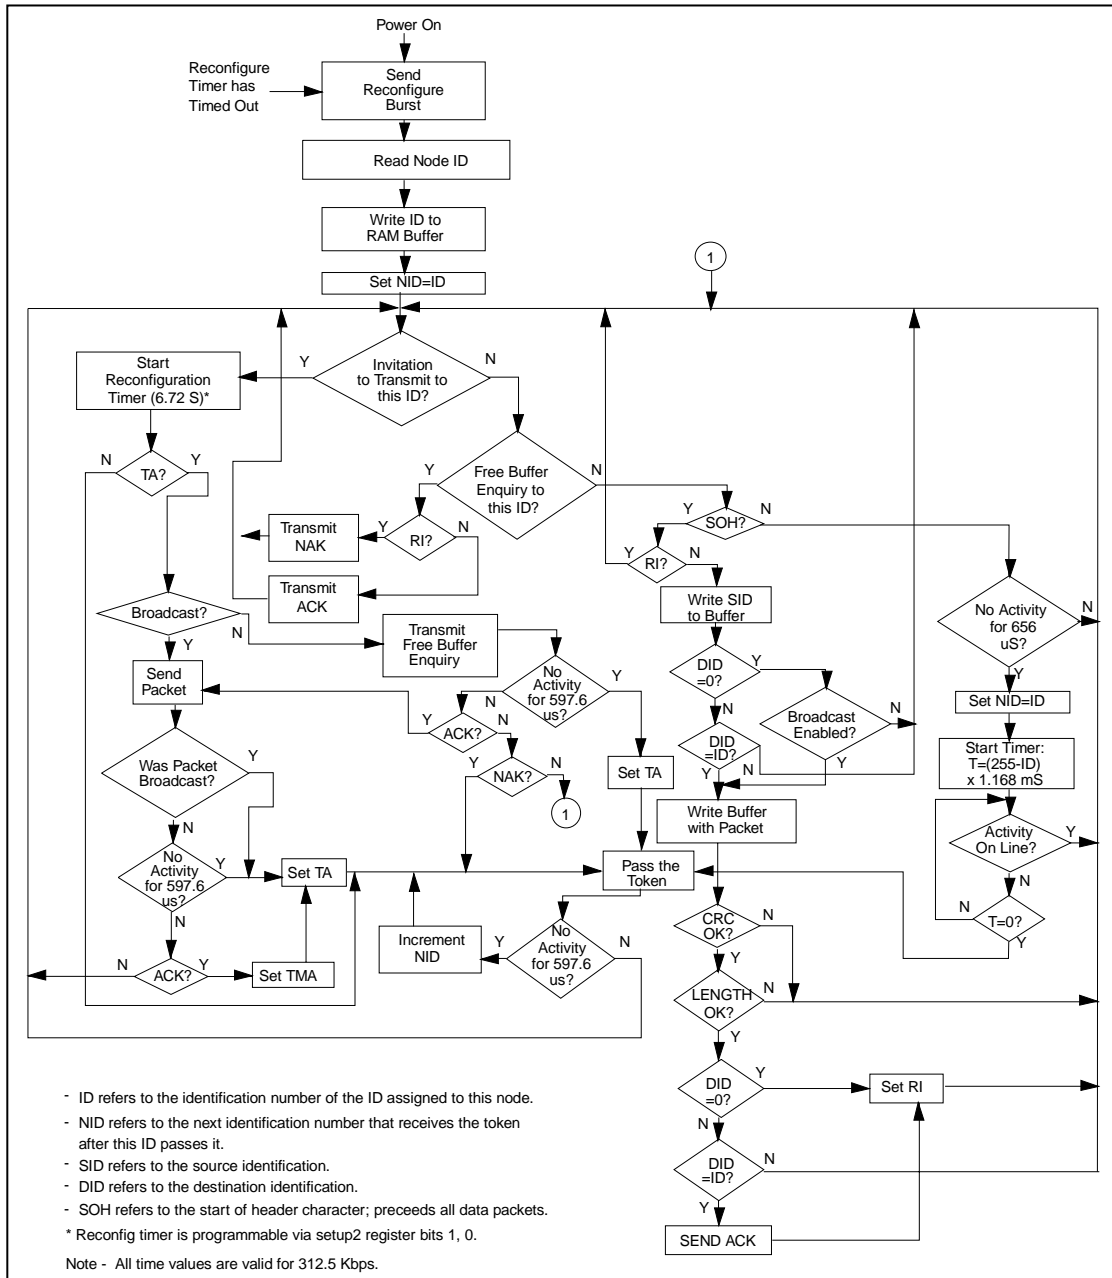 Power On
Reconfigure
Timer has
Timed Out
Send
Reconfigure
Burst
Read Node ID
Write ID to
RAM Buffer
1
Set NID=ID
Start
Reconfiguration
Timer (6.72 S)*
Y
Invitation
to Transmit to
this ID?
N
N
TA?
Y
Y
Free Buffer
Enquiry to
this ID?
N
Transmit
NAK
Y
RI?
N
Y
SOH?
N
Y
RI?
N
Transmit
ACK
Write SID
to Buffer
No Activity
for 656
uS?
N
Y
Broadcast?
N
Y
Transmit
Free Buffer
Enquiry
Send
Packet
No
Activity
for 597.6
us?
Y
N
DID
=0?
Y
N
Broadcast
Enabled?
N
Y
Set NID=ID
Y
ACK?
N
DID
=ID?
Y
N
Start Timer:
T=(255-ID)
x 1.168 mS
Was Packet
Broadcast?
Y
N
Y
NAK?
N
1
Set TA
Write Buffer
with Packet
Activity
On Line?
Y
N
No
Activity
for 597.6
us?
Y
N
Set TA
Pass the
Token
N
T=0?
Y
Increment
NID
Y
No
Activity
for 597.6
us?
N
CRC
OK?
N
Y
N
ACK?
Y
Set TMA
LENGTH
OK?
N
Y
DID
=0?
Y
N
Set RI
DID
=ID?
N
Y
SEND ACK
- ID refers to the identification number of the ID assigned to this node.
- NID refers to the next identification number that receives the token
after this ID passes it.
- SID refers to the source identification.
- DID refers to the destination identification.
- SOH refers to the start of header character; preceeds all data packets.
* Reconfig timer is programmable via setup2 register bits 1, 0.
Note - All time values are valid for 312.5 Kbps.